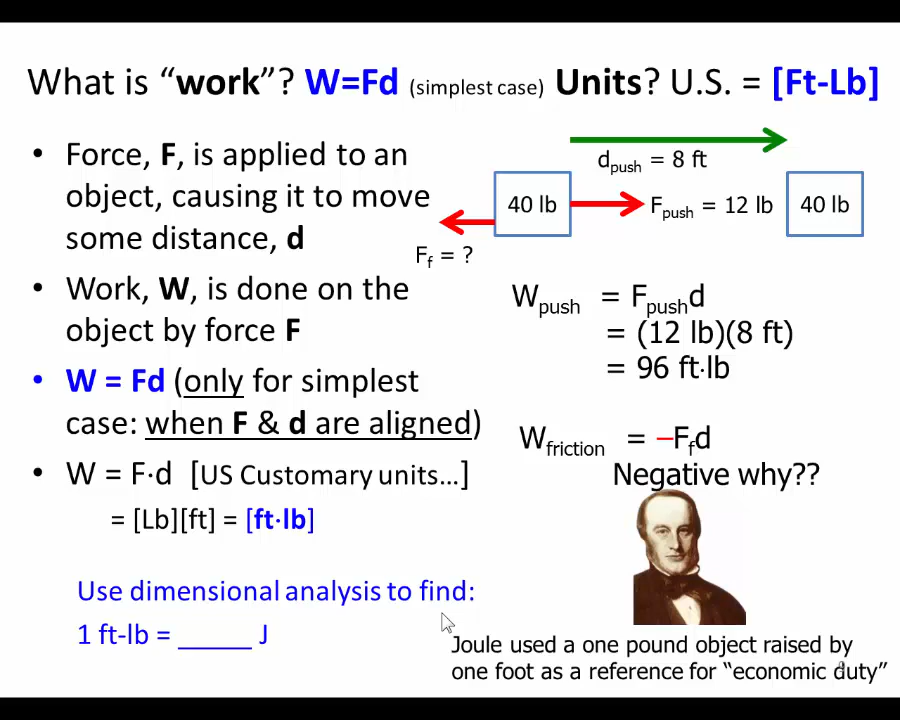 What is “work”? W=Fd (simplest case) Units? U.S. = [Ft-Lb]
• Force, F, is applied to an
object, causing it to move
some distance, d
• Work, W, is done on the
object by force F
• W = Fd (only for simplest
case: when F & d are aligned)
• W = F·d [US Customary units…]
= [Lb][ft] = [ft·lb]
Use dimensional analysis to find:
1 ft-lb = _____ J
dpush = 8 ft
40 lb
Fpush = 12 lb
40 lb
Ff = ?
Wpush = Fpushd
= (12 lb)(8 ft)
= 96 ft·lb
Wfriction = –Ffd
Negative why??
Joule used a one pound object raised by
one foot as a reference for “economic duty”